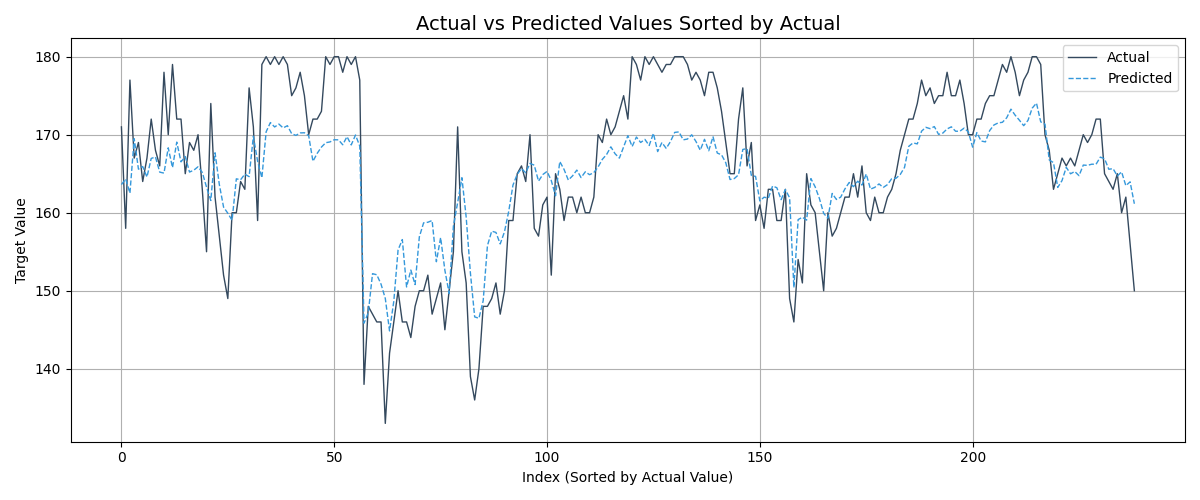 Actual vs Predicted Values Sorted by Actual
180
170
160
150
140
Target Value
Actual
Predicted
0
50
100
150
200
Index (Sorted by Actual Value)